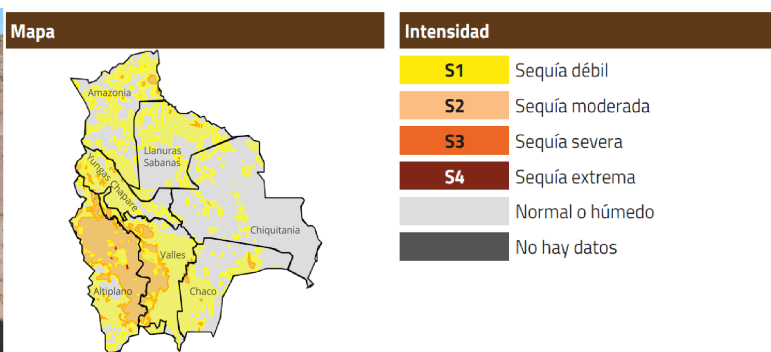 Mapa
Amazonia
Llanuras
Sabanas
Yungas Chapare
Chiquitania
Valles
Altiplano
Chaco
Intensidad
S1 Sequía débil
S2 Sequía moderada
S3 Sequía severa
S4 Sequía extrema
Normal o húmedo
No hay datos